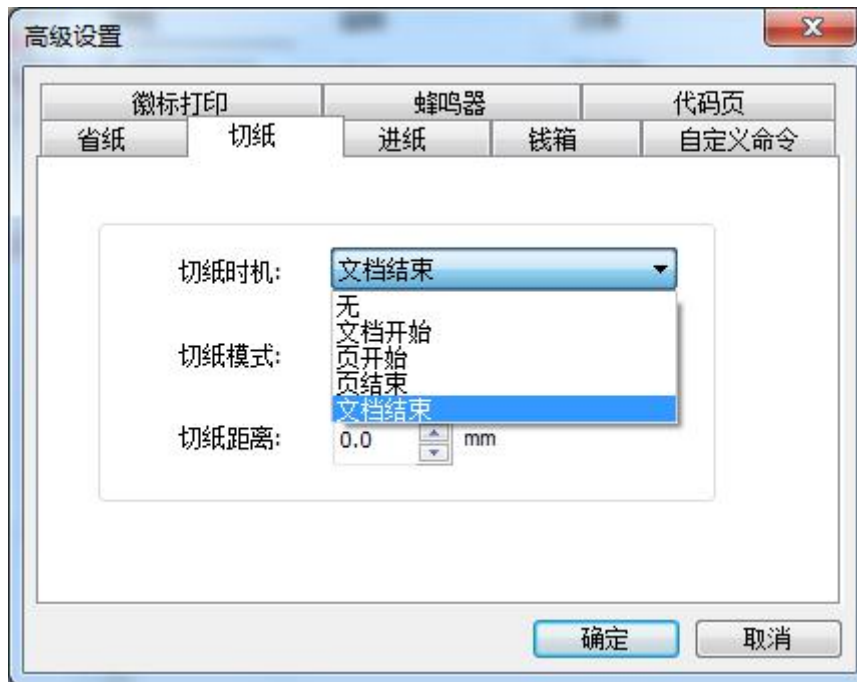 高级设置
徽标打印 蜂鸣器 代码页
省纸 切纸 进纸 钱箱 自定义命令
切纸时机: 文档结束
无
文档开始
切纸模式: 页开始
页结束
文档结束
切纸距离: 0.0 mm
确定 取消